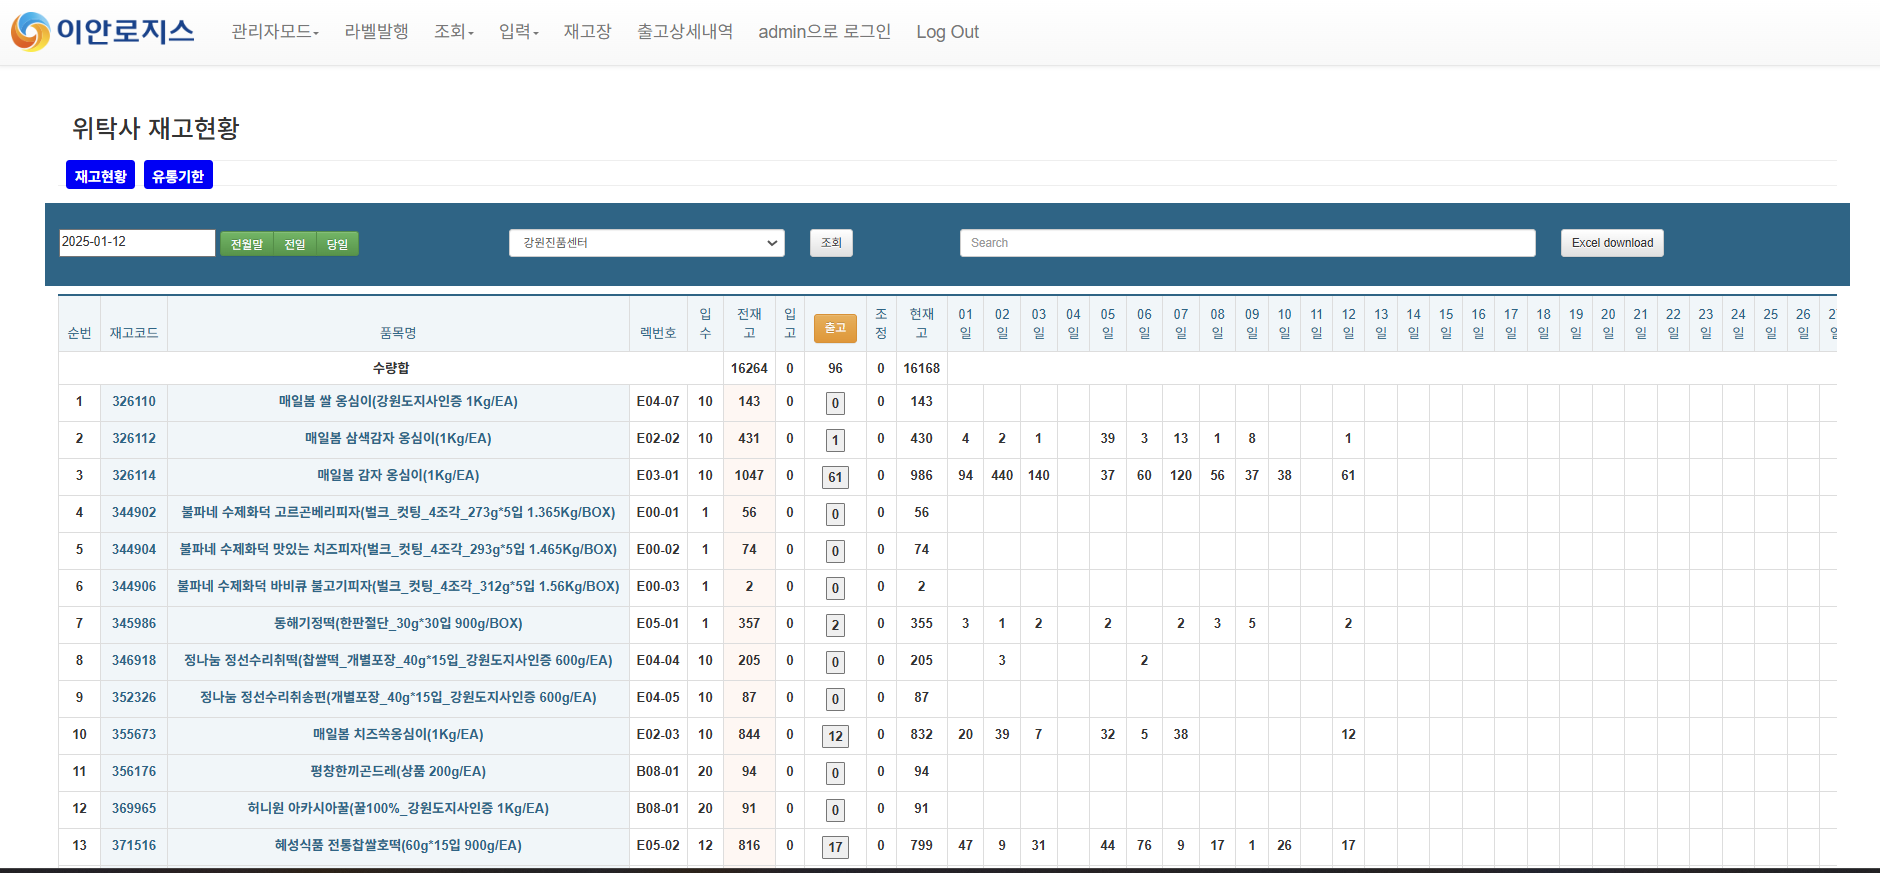 이안로지스 관리자모드 라벨발행 조회 입력 재고장 출고상세내역 admin으로 로그인 Log Out
위탁사 재고현황
재고현황 유통기한
2025-01-12 전월말 전일 당일 강원진품센터 조회 Search Excel download
순번 재고코드 품목명 렉번호 입수 전재고 입고 출고 조정 현재고 01일 02일 03일 04일 05일 06일 07일 08일 09일 10일 11일 12일 13일 14일 15일 16일 17일 18일 19일 20일 21일 22일 23일 24일 25일 26일
수량합 16264 0 96 0 16168
1 326110 매일봄 쌀 옹심이(강원도지사인증 1Kg/EA) E04-07 10 143 0 0 0 143
2 326112 매일봄 삼색감자 옹심이(1Kg/EA) E02-02 10 431 0 1 0 430 4 2 1 39 3 13 1 8 1
3 326114 매일봄 감자 옹심이(1Kg/EA) E03-01 10 1047 0 61 0 986 94 440 140 37 60 120 56 37 38 61
4 344902 불파네 수제화덕 고르곤베리피자(벌크_컷팅_4조각_273g*5입 1.365Kg/BOX) E00-01 1 56 0 0 0 56
5 344904 불파네 수제화덕 맛있는 치즈피자(벌크_컷팅_4조각_293g*5입 1.465Kg/BOX) E00-02 1 74 0 0 0 74
6 344906 불파네 수제화덕 바비큐 불고기피자(벌크_컷팅_4조각_312g*5입 1.56Kg/BOX) E00-03 1 2 0 0 0 2
7 345986 동해기정떡(한판절단_30g*30입 900g/BOX) E05-01 1 357 0 2 0 355 3 1 2 2 2 3 5 2
8 346918 정나눔 정선수리취떡(찹쌀떡_개별포장_40g*15입_강원도지사인증 600g/EA) E04-04 10 205 0 0 0 205 3 2
9 352326 정나눔 정선수리취송편(개별포장_40g*15입_강원도지사인증 600g/EA) E04-05 10 87 0 0 0 87
10 355673 매일봄 치즈쏙옹심이(1Kg/EA) E02-03 10 844 0 12 0 832 20 39 7 32 5 38 12
11 356176 평창한끼곤드레(상품 200g/EA) B08-01 20 94 0 0 0 94
12 369965 허니원 아카시아꿀(꿀100%_강원도지사인증 1Kg/EA) B08-01 20 91 0 0 0 91
13 371516 혜성식품 전통찹쌀호떡(60g*15입 900g/EA) E05-02 12 816 0 17 0 799 47 9 31 44 76 9 17 1 26 17